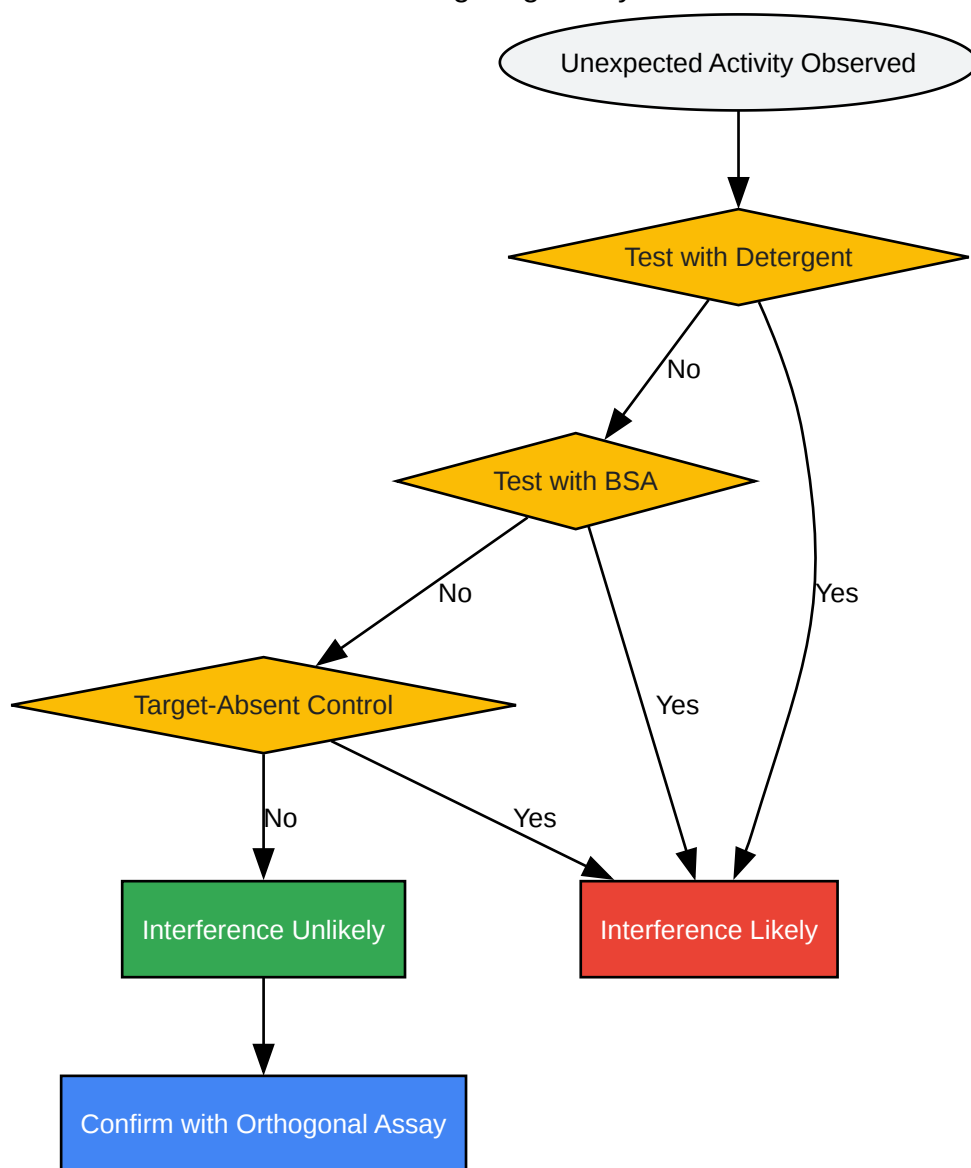 Unexpected Activity Observed
Test with Detergent
No
Test with BSA
No
Yes
Target-Absent Control
Yes
No
Yes
Interference Unlikely
Interference Likely
Confirm with Orthogonal Assay